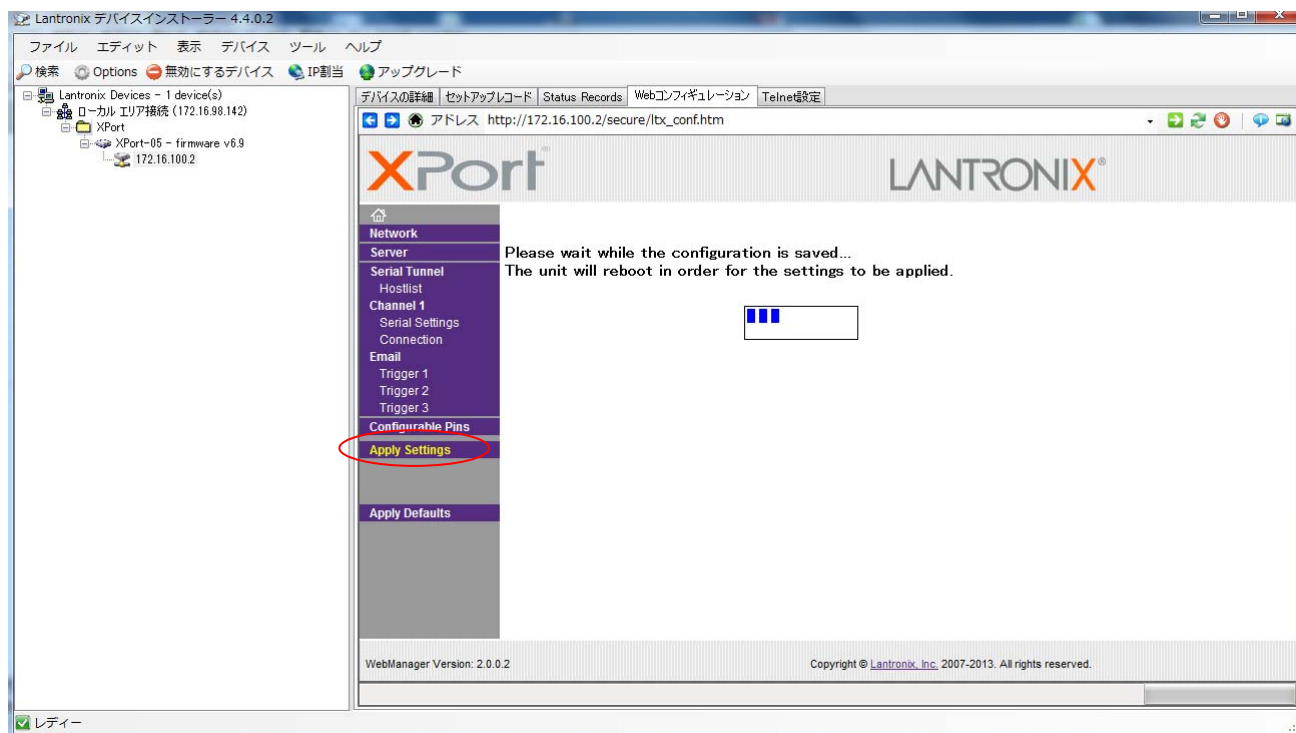 Lantronix デバイスインストーラー 4.4.0.2
ファイル エディット 表示 デバイス ツール ヘルプ
検索 Options 無効にするデバイス IP割当 アップグレード
Lantronix Devices - 1 device(s)
ローカル エリア接続 (172.16.98.142)
XPort
XPort-05 - firmware v6.9
172.16.100.2
デバイスの詳細 セットアップレコード Status Records Webコンフィギュレーション Telnet設定
アドレス http://172.16.100.2/secure/ltx_conf.htm
XPort® LANTRONIX®
Network
Server
Serial Tunnel
Hostlist
Channel 1
Serial Settings
Connection
Email
Trigger 1
Trigger 2
Trigger 3
Configurable Pins
Apply Settings
Apply Defaults
Please wait while the configuration is saved...
The unit will reboot in order for the settings to be applied.
WebManager Version: 2.0.0.2
Copyright © Lantronix, Inc. 2007-2013. All rights reserved.
レディー